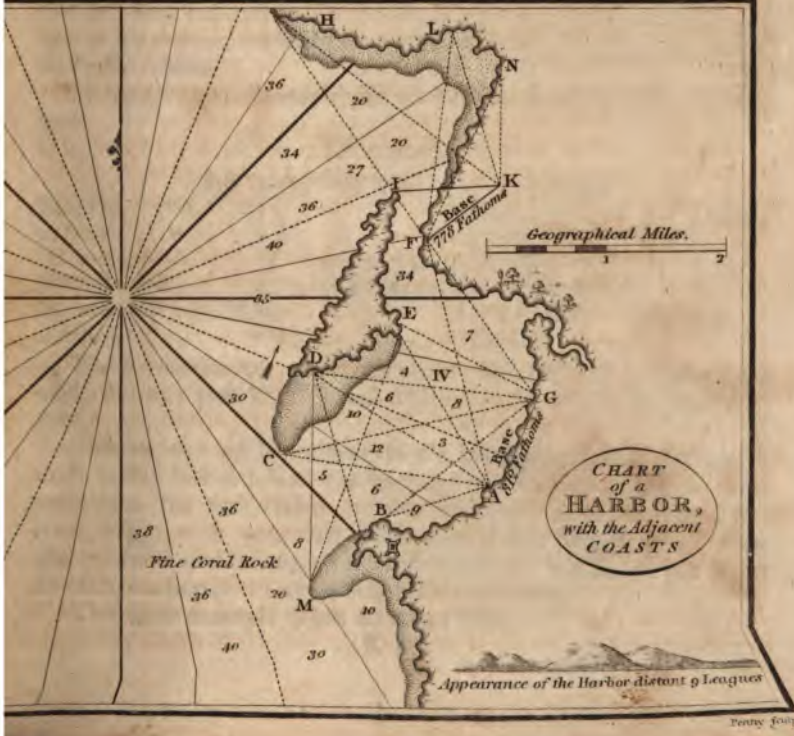 H
L
N
36
20
34
20
27
I
K
36
Base
778 Fathoms
F
40
Geographical Miles.
1
2
34
65
E
7
D
4
IV
6
8
G
30
10
3
Base
812 Fathoms
C
12
5
A
6
B
9
CHART
of a
HARBOR,
with the Adjacent
COASTS
36
38
8
Fine Coral Rock
36
20
M
10
40
30
Appearance of the Harbor distant 9 Leagues